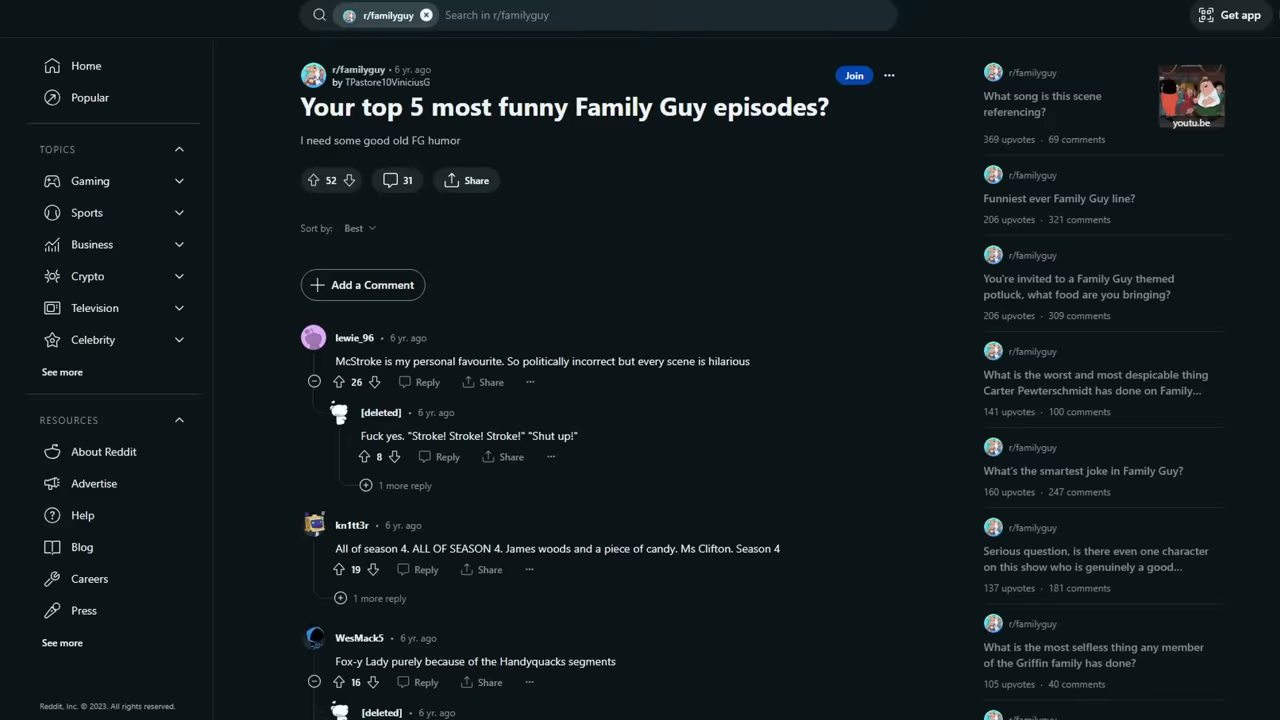 r/familyguy
Search in r/familyguy
Get app
Home
Popular
TOPICS
Gaming
Sports
Business
Crypto
Television
Celebrity
See more
RESOURCES
About Reddit
Advertise
Help
Blog
Careers
Press
See more
Reddit, Inc. © 2023. All rights reserved.
r/familyguy • 6 yr. ago
by TPastore10ViniciusG
Join
Your top 5 most funny Family Guy episodes?
I need some good old FG humor
52
31
Share
Sort by: Best
Add a Comment
lewie_96 • 6 yr. ago
McStroke is my personal favourite. So politically incorrect but every scene is hilarious
26 Reply Share
[deleted] • 6 yr. ago
Fuck yes. "Stroke! Stroke! Stroke!" "Shut up!"
8 Reply Share
1 more reply
kn1tt3r • 6 yr. ago
All of season 4. ALL OF SEASON 4. James woods and a piece of candy. Ms Clifton. Season 4
19 Reply Share
1 more reply
WesMack5 • 6 yr. ago
Fox-y Lady purely because of the Handyquacks segments
16 Reply Share
[deleted] • 6 yr. ago
r/familyguy
What song is this scene
referencing?
youtu.be
369 upvotes · 69 comments
r/familyguy
Funniest ever Family Guy line?
206 upvotes · 321 comments
r/familyguy
You're invited to a Family Guy themed
potluck, what food are you bringing?
206 upvotes · 309 comments
r/familyguy
What is the worst and most despicable thing
Carter Pewterschmidt has done on Family...
141 upvotes · 100 comments
r/familyguy
What's the smartest joke in Family Guy?
160 upvotes · 247 comments
r/familyguy
Serious question, is there even one character
on this show who is genuinely a good...
137 upvotes · 181 comments
r/familyguy
What is the most selfless thing any member
of the Griffin family has done?
105 upvotes · 40 comments
r/familyguy